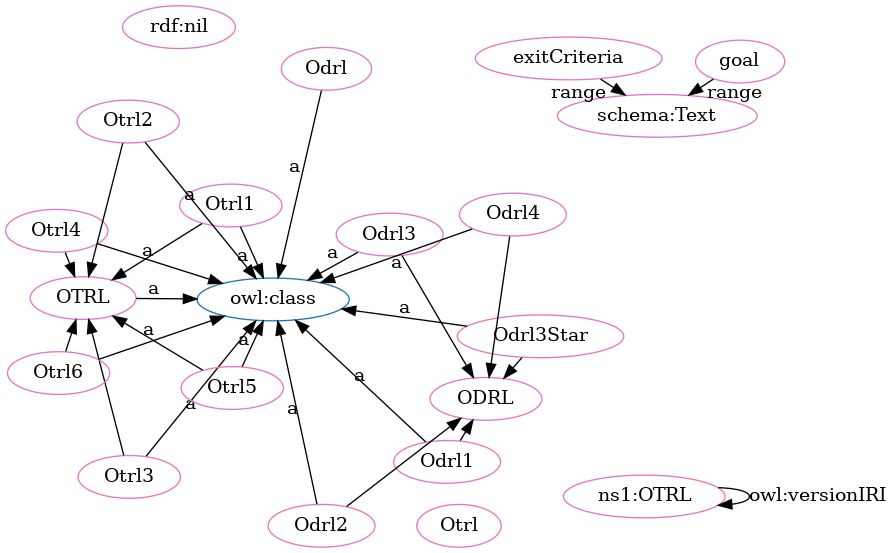 rdf:nil
exitCriteria
goal
Odrl
range
range
schema:Text
Otrl2
a
a
Otrl1
Odrl4
Otrl4
Odrl3
a
a
a
a
OTRL
a
owl:class
a
Odrl3Star
a
a
Otrl6
Otrl5
a
ODRL
a
a
Odrl1
Otrl3
ns1:OTRL
owl:versionIRI
Odrl2
Otrl